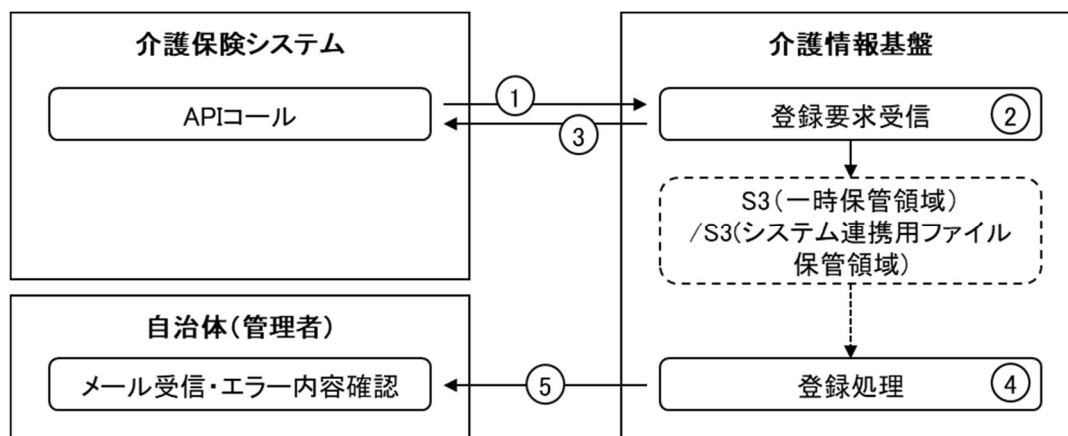 介護保険システム
APIコール
①
③
介護情報基盤
登録要求受信
②
S3(一時保管領域)
/S3(システム連携用ファイル
保管領域)
自治体(管理者)
メール受信・エラー内容確認
⑤
登録処理
④